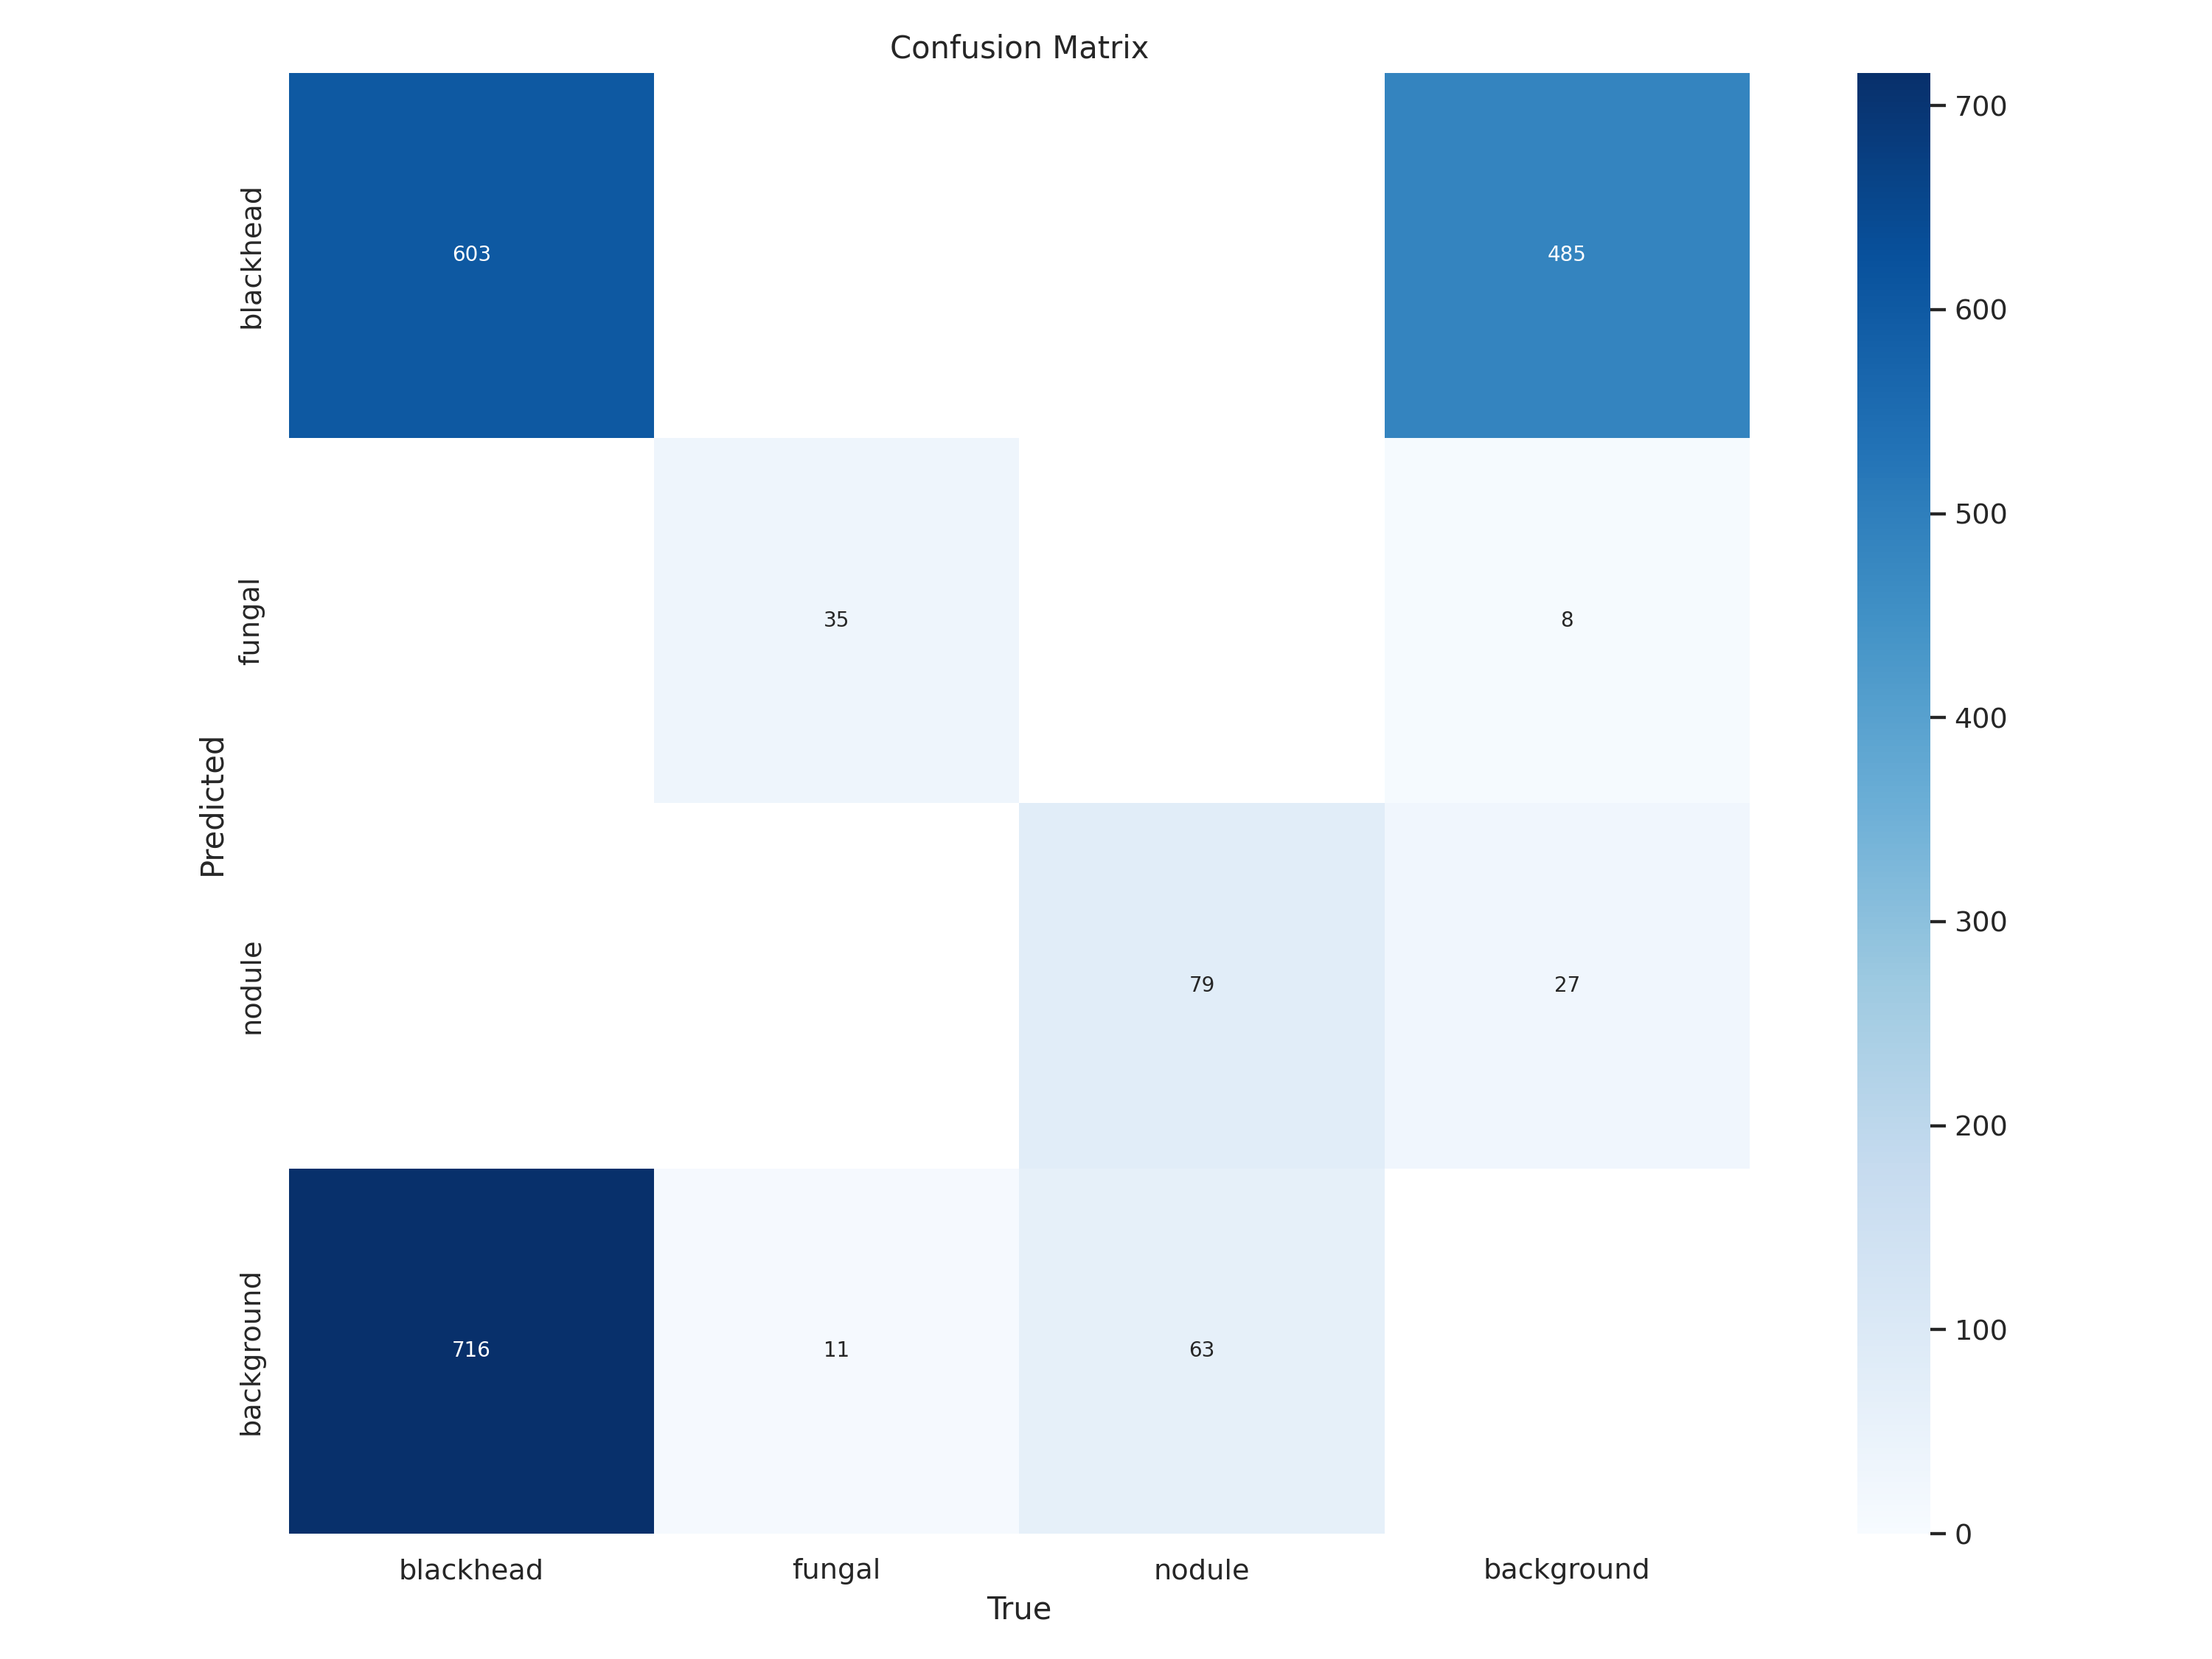 Confusion Matrix
blackhead
603
485
fungal
35
8
nodule
79
27
background
716
11
63
Predicted
blackhead
fungal
nodule
background
True
700
600
500
400
300
200
100
0